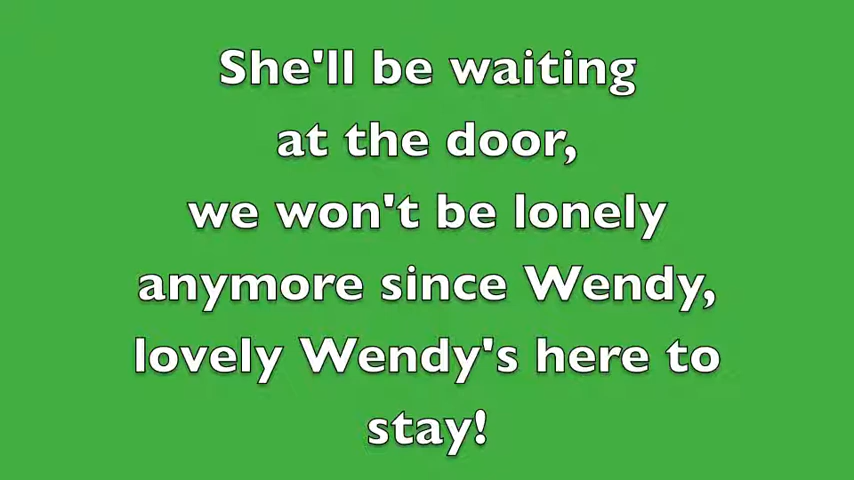 She'll be waiting
at the door,
we won't be lonely
anymore since Wendy,
lovely Wendy's here to
stay!